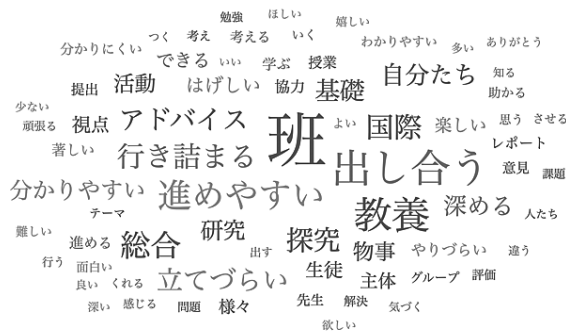 勉強 ほしい 嬉しい
つく 考え 考える いく わかりやすい 多い ありがとう
分かりにくい できる いい 学ぶ 授業
提出 活動 はげしい 協力 基礎 自分たち 知る 助かる
少ない 頑張る 視点 アドバイス 班 よい 国際 楽しい 思う させる
著しい 行き詰まる 出し合う レポート 意見 課題
分かりやすい 進めやすい 教養 深める 人たち
テーマ
難しい 進める 総合 研究 探究 物事 やりづらい 違う
行う 面白い 出す 生徒
良い くれる 立てづらい 主体 グループ 評価
深い 感じる 問題 様々 先生 解決 気づく
欲しい